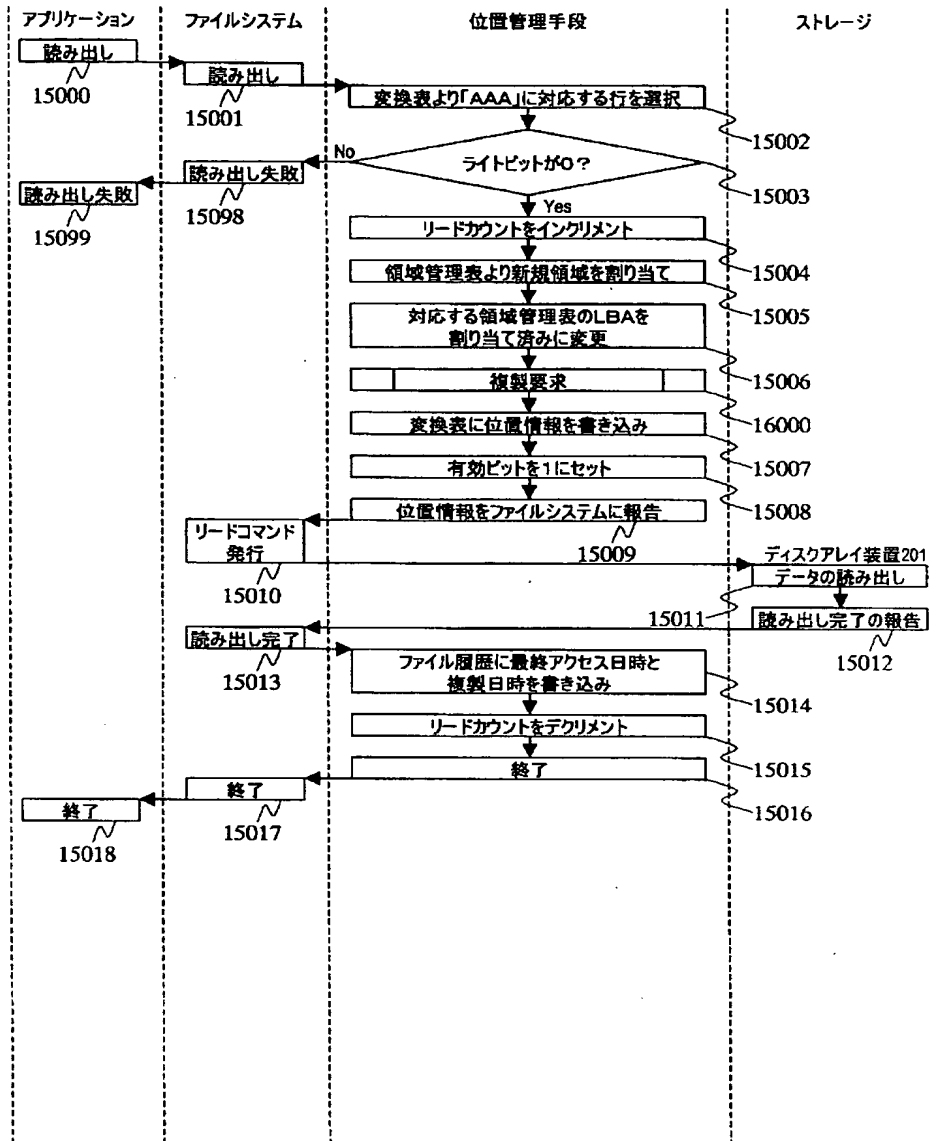 アプリケーション
ファイルシステム
位置管理手段
ストレージ
読み出し
15000
読み出し
15001
変換表より「AAA」に対応する行を選択
15002
ライトビットが0？
15003
No
Yes
読み出し失敗
15098
読み出し失敗
15099
リードカウントをインクリメント
15004
領域管理表より新規領域を割り当て
15005
対応する領域管理表のLBAを
割り当て済みに変更
15006
複製要求
16000
変換表に位置情報を書き込み
15007
有効ビットを1にセット
15008
位置情報をファイルシステムに報告
15009
リードコマンド
発行
15010
ディスクアレイ装置201
データの読み出し
15011
読み出し完了の報告
15012
読み出し完了
15013
ファイル履歴に最終アクセス日時と
複製日時を書き込み
15014
リードカウントをデクリメント
15015
終了
15016
終了
15017
終了
15018